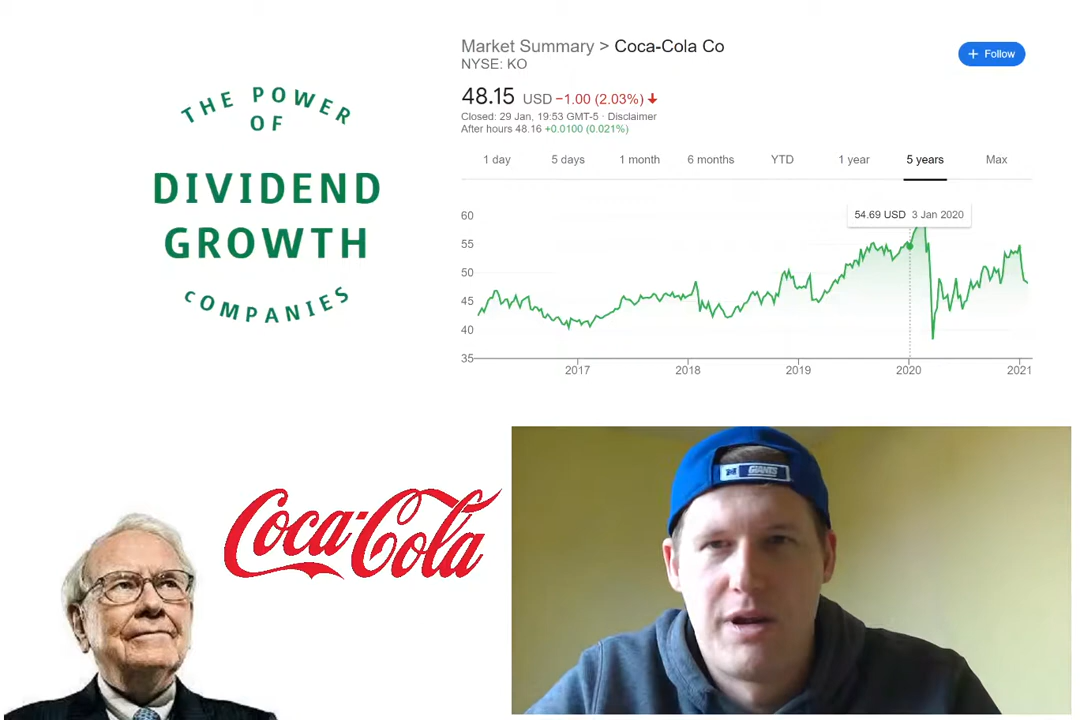 THE POWER
OF
DIVIDEND
GROWTH
COMPANIES
Market Summary > Coca-Cola Co
NYSE: KO
+ Follow
48.15 USD −1.00 (2.03%) ↓
Closed: 29 Jan, 19:53 GMT-5 · Disclaimer
After hours 48.16 +0.0100 (0.021%)
1 day 5 days 1 month 6 months YTD 1 year 5 years Max
54.69 USD 3 Jan 2020
60
55
50
45
40
35
2017 2018 2019 2020 2021
Coca-Cola
GIANTS